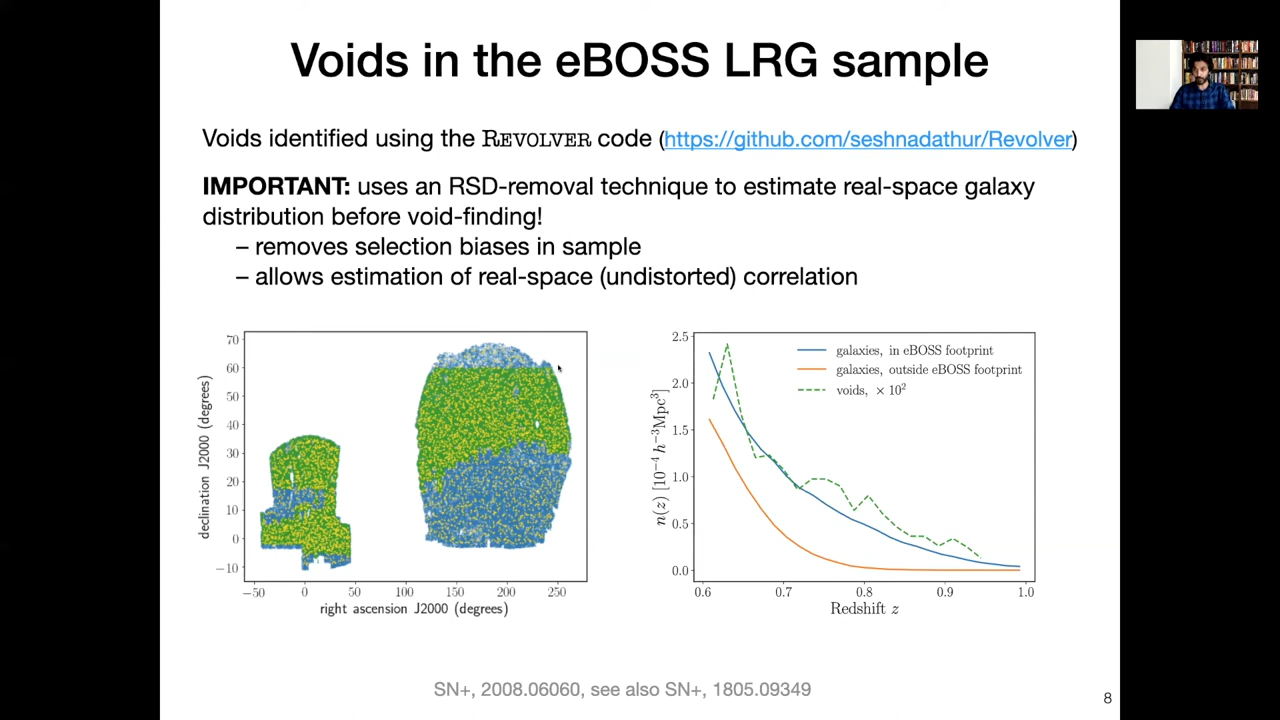 Voids in the eBOSS LRG sample
Voids identified using the REVOLVER code (https://github.com/seshnadathur/Revolver)
IMPORTANT: uses an RSD-removal technique to estimate real-space galaxy
distribution before void-finding!
– removes selection biases in sample
– allows estimation of real-space (undistorted) correlation
70
60
50
40
30
20
10
0
−10
declination J2000 (degrees)
−50 0 50 100 150 200 250
right ascension J2000 (degrees)
2.5
2.0
1.5
1.0
0.5
0.0
n(z) [10⁻⁴ h⁻³Mpc³]
galaxies, in eBOSS footprint
galaxies, outside eBOSS footprint
voids, × 10²
0.6 0.7 0.8 0.9 1.0
Redshift z
SN+, 2008.06060, see also SN+, 1805.09349
8